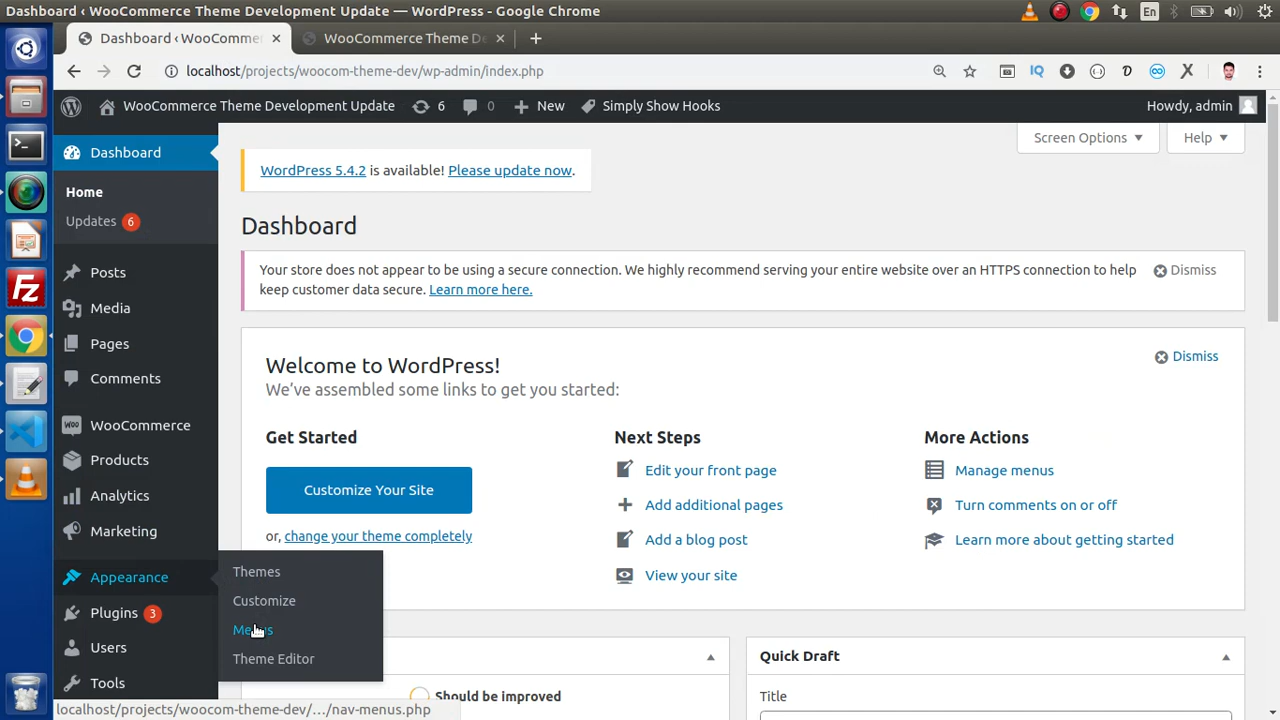 Dashboard ‹ WooCommerce Theme Development Update — WordPress - Google Chrome
En
Dashboard ‹ WooComme
WooCommerce Theme De
localhost/projects/woocom-theme-dev/wp-admin/index.php
IQ
WooCommerce Theme Development Update
6
0
New
Simply Show Hooks
Howdy, admin
Dashboard
Screen Options
Help
WordPress 5.4.2 is available! Please update now.
Home
Updates 6
Dashboard
Posts
Your store does not appear to be using a secure connection. We highly recommend serving your entire website over an HTTPS connection to help
keep customer data secure. Learn more here.
Dismiss
Media
Pages
Welcome to WordPress!
Dismiss
Comments
We've assembled some links to get you started:
WooCommerce
Get Started
Next Steps
More Actions
Products
Edit your front page
Manage menus
Customize Your Site
Analytics
Add additional pages
Turn comments on or off
Marketing
or, change your theme completely
Add a blog post
Learn more about getting started
Appearance
Themes
View your site
Customize
Plugins 3
Menus
Users
Theme Editor
Quick Draft
Tools
Should be improved
Title
localhost/projects/woocom-theme-dev/…/nav-menus.php